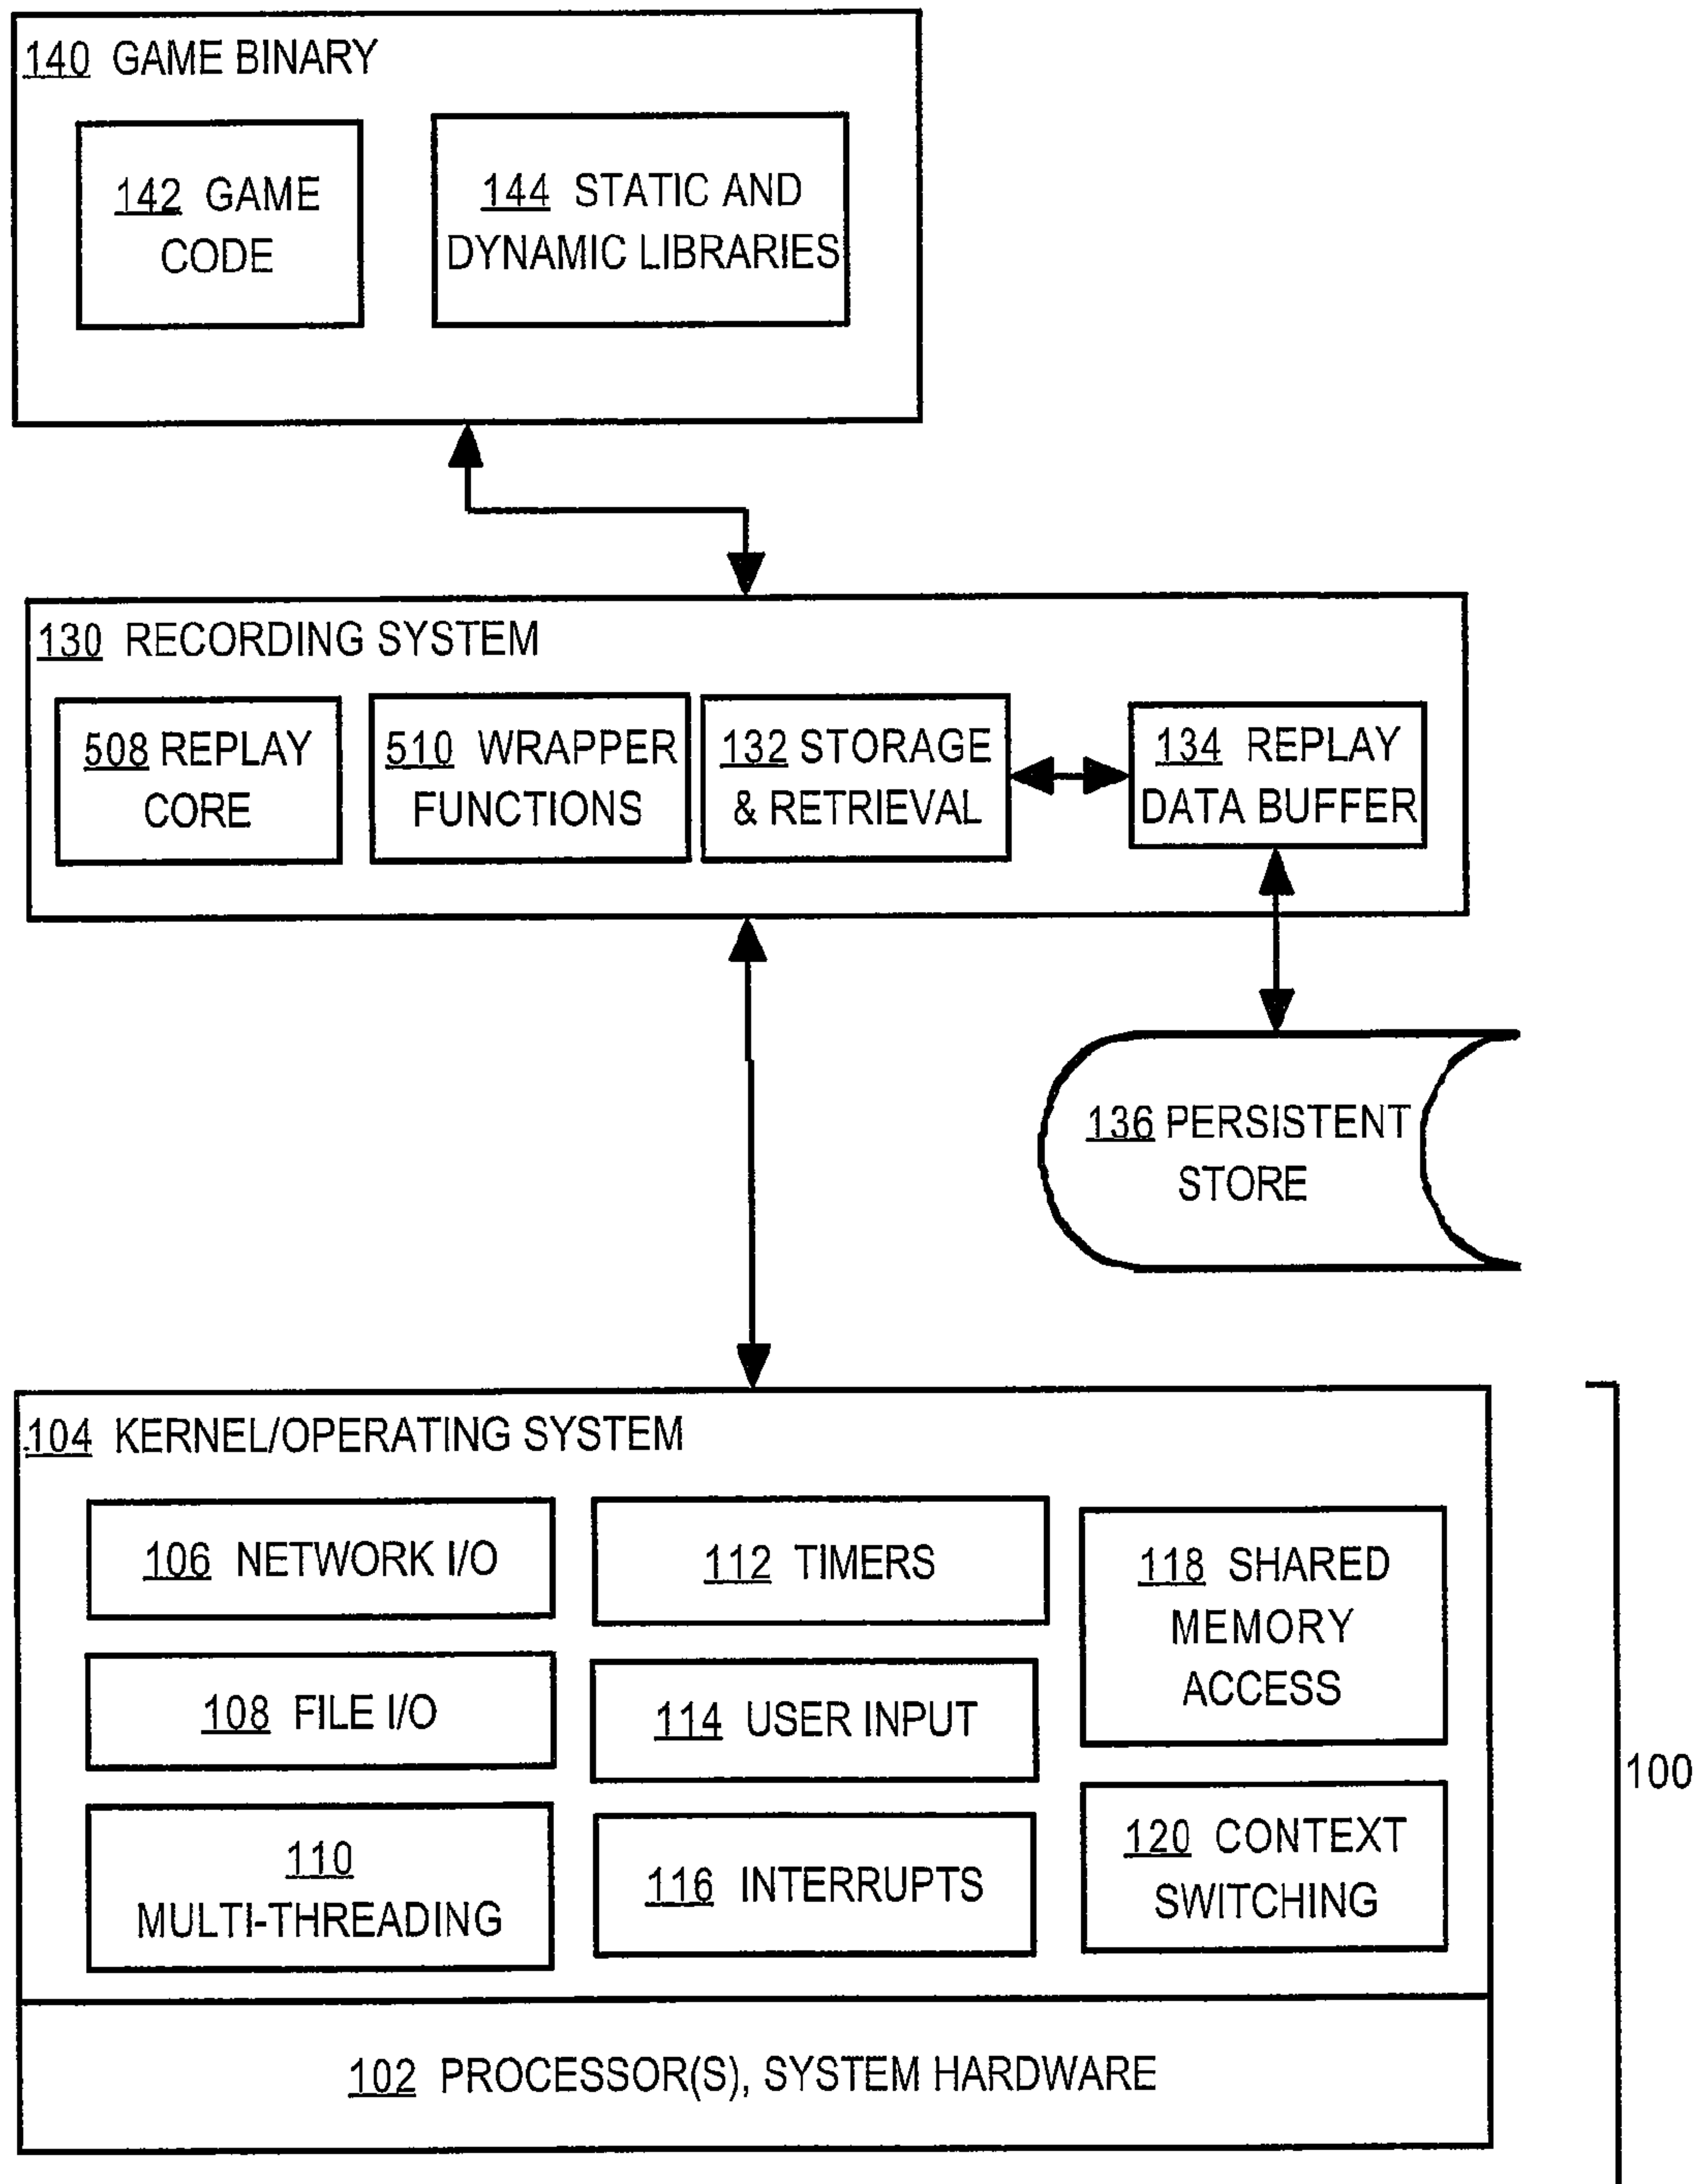 140 GAME BINARY
142 GAME
CODE
144 STATIC AND
DYNAMIC LIBRARIES
130 RECORDING SYSTEM
508 REPLAY
CORE
510 WRAPPER
FUNCTIONS
132 STORAGE
& RETRIEVAL
134 REPLAY
DATA BUFFER
136 PERSISTENT
STORE
104 KERNEL/OPERATING SYSTEM
106 NETWORK I/O
112 TIMERS
118 SHARED
MEMORY
ACCESS
108 FILE I/O
114 USER INPUT
100
110
MULTI-THREADING
116 INTERRUPTS
120 CONTEXT
SWITCHING
102 PROCESSOR(S), SYSTEM HARDWARE